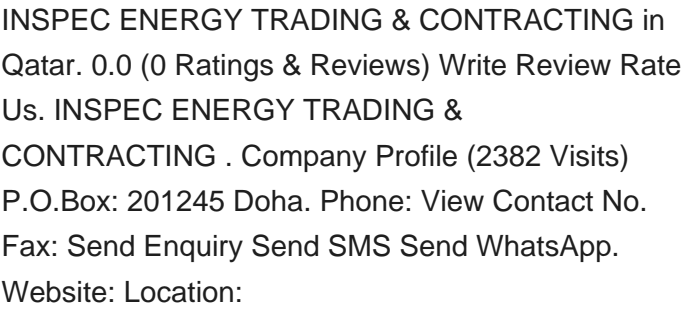 INSPEC ENERGY TRADING & CONTRACTING in
Qatar. 0.0 (0 Ratings & Reviews) Write Review Rate
Us. INSPEC ENERGY TRADING &
CONTRACTING . Company Profile (2382 Visits)
P.O.Box: 201245 Doha. Phone: View Contact No.
Fax: Send Enquiry Send SMS Send WhatsApp.
Website: Location: